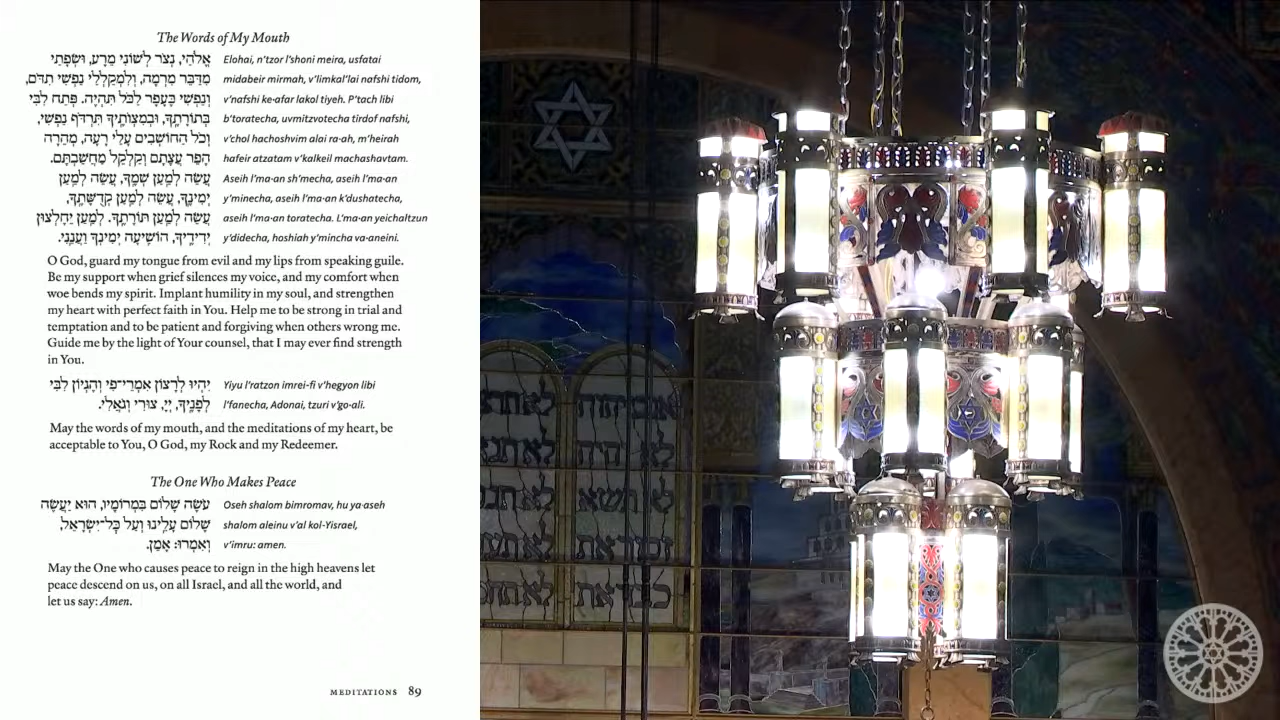 The Words of My Mouth
אֱלֹהַי, נְצֹר לְשׁוֹנִי מֵרָע, וּשְׂפָתַי
Elohai, n'tzor l'shoni meira, usfatai
מִדַּבֵּר מִרְמָה, וְלִמְקַלְלַי נַפְשִׁי תִדֹּם,
midabeir mirmah, v'limkal'lai nafshi tidom,
וְנַפְשִׁי כֶּעָפָר לַכֹּל תִּהְיֶה. פְּתַח לִבִּי
v'nafshi ke-afar lakol tiyeh. P'tach libi
בְּתוֹרָתֶךָ, וּבְמִצְוֹתֶיךָ תִּרְדֹּף נַפְשִׁי,
b'toratecha, uvmitzvotecha tirdof nafshi,
וְכֹל הַחוֹשְׁבִים עָלַי רָעָה, מְהֵרָה
v'chol hachoshvim alai ra-ah, m'heirah
הָפֵר עֲצָתָם וְקַלְקֵל מַחֲשַׁבְתָּם.
hafeir atzatam v'kalkeil machashavtam.
עֲשֵׂה לְמַעַן שְׁמֶךָ, עֲשֵׂה לְמַעַן
Aseih l'ma-an sh'mecha, aseih l'ma-an
יְמִינֶךָ, עֲשֵׂה לְמַעַן קְדֻשָּׁתֶךָ,
y'minecha, aseih l'ma-an k'dushatecha,
עֲשֵׂה לְמַעַן תּוֹרָתֶךָ. לְמַעַן יֵחָלְצוּן
aseih l'ma-an toratecha. L'ma-an yeichaltzun
יְדִידֶיךָ, הוֹשִׁיעָה יְמִינְךָ וַעֲנֵנִי.
y'didecha, hoshiah y'mincha va-aneini.
O God, guard my tongue from evil and my lips from speaking guile.
Be my support when grief silences my voice, and my comfort when
woe bends my spirit. Implant humility in my soul, and strengthen
my heart with perfect faith in You. Help me to be strong in trial and
temptation and to be patient and forgiving when others wrong me.
Guide me by the light of Your counsel, that I may ever find strength
in You.
יִהְיוּ לְרָצוֹן אִמְרֵי־פִי וְהֶגְיוֹן לִבִּי
Yiyu l'ratzon imrei-fi v'hegyon libi
לְפָנֶיךָ, יְיָ, צוּרִי וְגֹאֲלִי.
l'fanecha, Adonai, tzuri v'go-ali.
May the words of my mouth, and the meditations of my heart, be
acceptable to You, O God, my Rock and my Redeemer.
The One Who Makes Peace
עֹשֶׂה שָׁלוֹם בִּמְרוֹמָיו, הוּא יַעֲשֶׂה
Oseh shalom bimromav, hu ya-aseh
שָׁלוֹם עָלֵינוּ וְעַל כָּל־יִשְׂרָאֵל,
shalom aleinu v'al kol-Yisrael,
וְאִמְרוּ: אָמֵן.
v'imru: amen.
May the One who causes peace to reign in the high heavens let
peace descend on us, on all Israel, and all the world, and
let us say: Amen.
MEDITATIONS 89
לא תרצח
לא תנאף